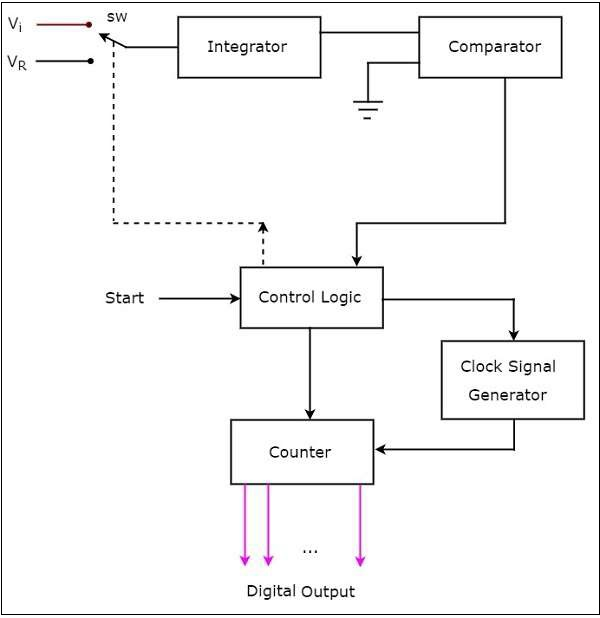 Vi
sw
VR
Integrator
Comparator
Start
Control Logic
Clock Signal
Generator
Counter
...
Digital Output